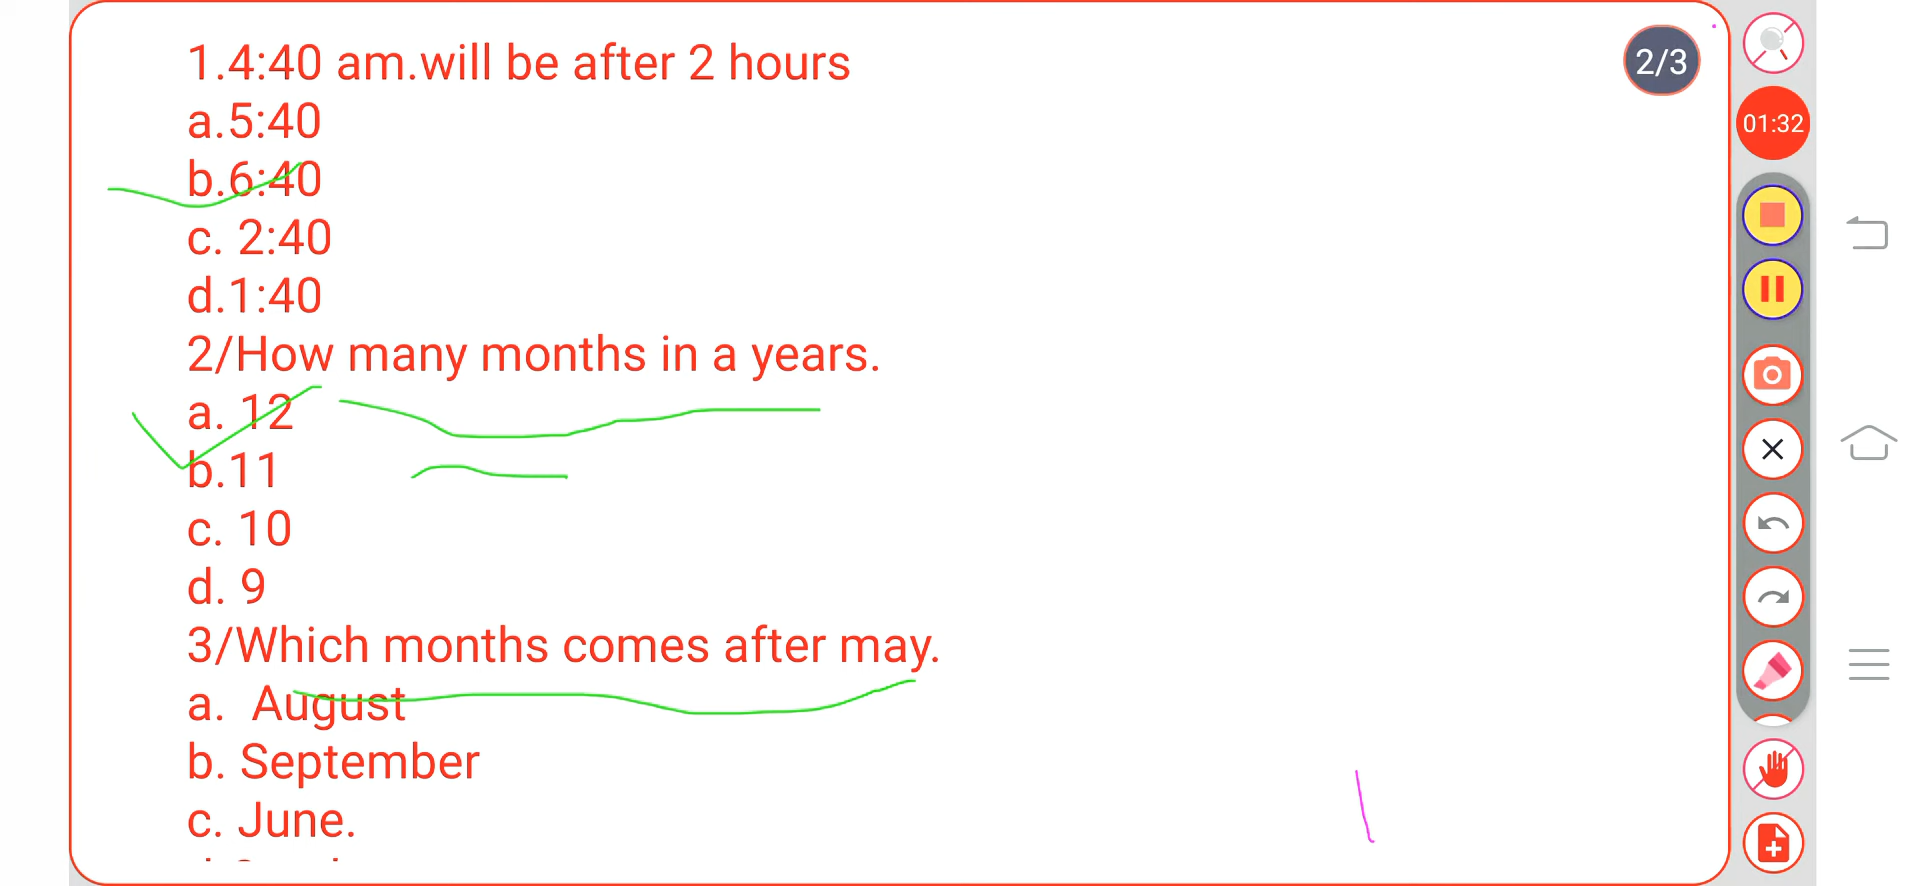 1.4:40 am.will be after 2 hours
a.5:40
b.6:40
c. 2:40
d.1:40
2/How many months in a years.
a. 12
b.11
c. 10
d. 9
3/Which months comes after may.
a. August
b. September
c. June.
2/3
01:32